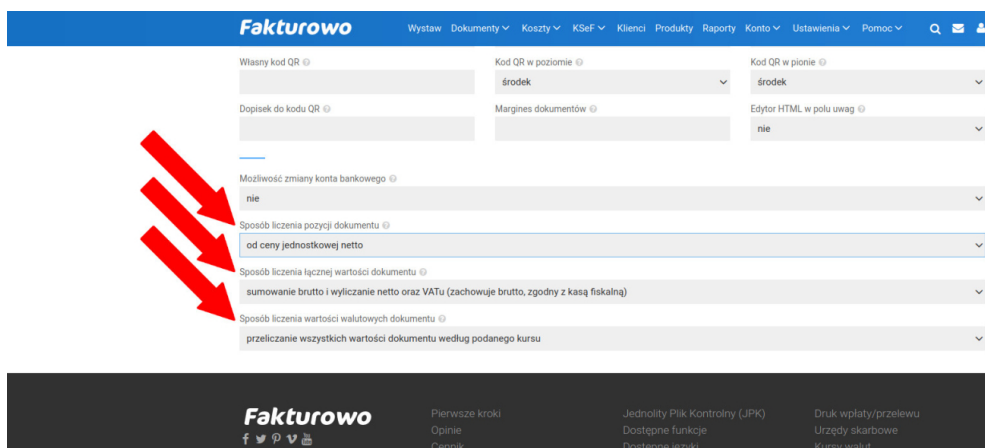 Fakturowo Wystaw Dokumenty Koszty KSeF Klienci Produkty Raporty Konto Ustawienia Pomoc
Własny kod QR Kod QR w poziomie Kod QR w pionie
środek środek
Dopisek do kodu QR Margines dokumentów Edytor HTML w polu uwag
nie
Możliwość zmiany konta bankowego
nie
Sposób liczenia pozycji dokumentu
od ceny jednostkowej netto
Sposób liczenia łącznej wartości dokumentu
sumowanie brutto i wyliczanie netto oraz VATu (zachowuje brutto, zgodny z kasą fiskalną)
Sposób liczenia wartości walutowych dokumentu
przeliczanie wszystkich wartości dokumentu według podanego kursu
Fakturowo Pierwsze kroki Jednolity Plik Kontrolny (JPK) Druk wpłaty/przelewu
Opinie Dostępne funkcje Urzędy skarbowe
Cennik Dostępne języki Kursy walut